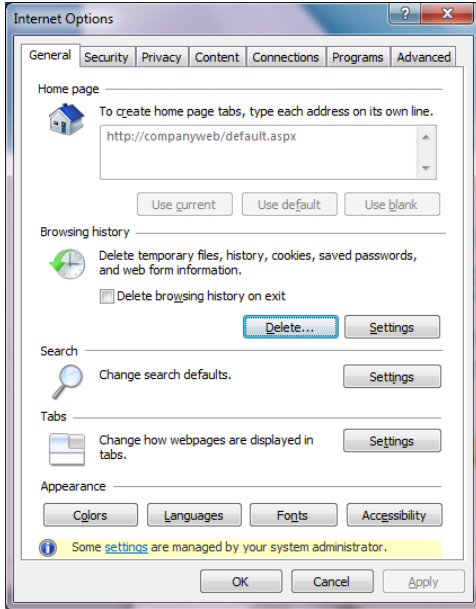 Internet Options
General Security Privacy Content Connections Programs Advanced
Home page
To create home page tabs, type each address on its own line.
http://companyweb/default.aspx
Use current Use default Use blank
Browsing history
Delete temporary files, history, cookies, saved passwords,
and web form information.
Delete browsing history on exit
Delete... Settings
Search
Change search defaults. Settings
Tabs
Change how webpages are displayed in Settings
tabs.
Appearance
Colors Languages Fonts Accessibility
Some settings are managed by your system administrator.
OK Cancel Apply